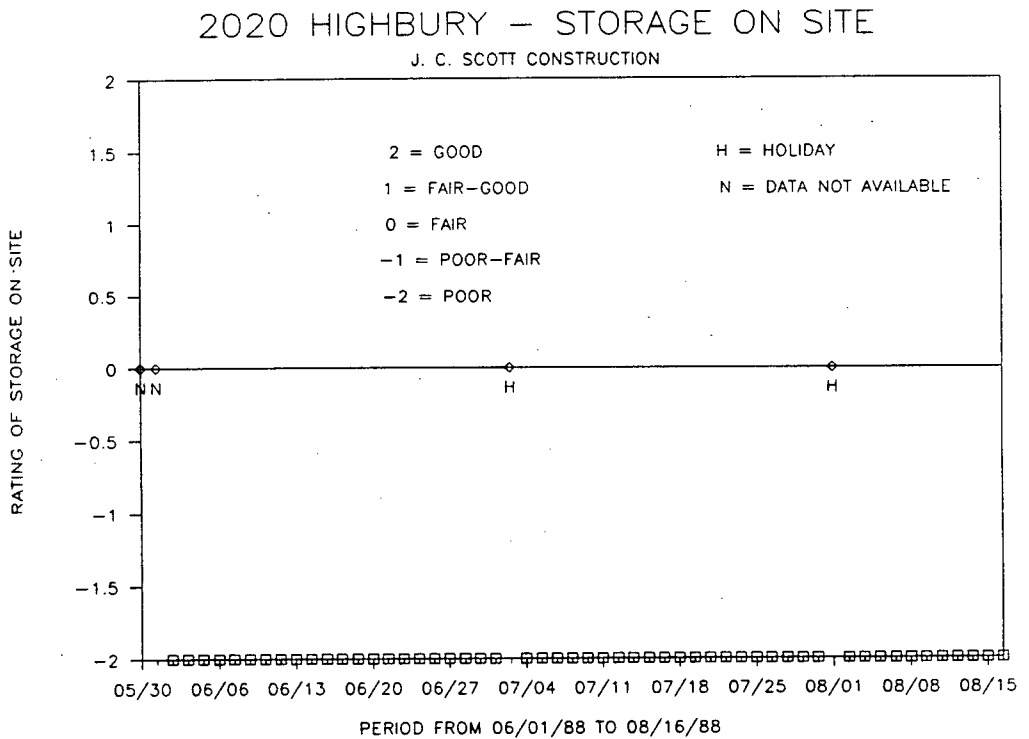 2020 HIGHBURY – STORAGE ON SITE
J. C. SCOTT CONSTRUCTION
RATING OF STORAGE ON SITE
2
1.5
1
0.5
0
−0.5
−1
−1.5
−2
2 = GOOD
1 = FAIR–GOOD
0 = FAIR
−1 = POOR–FAIR
−2 = POOR
H = HOLIDAY
N = DATA NOT AVAILABLE
N N H H
05/30 06/06 06/13 06/20 06/27 07/04 07/11 07/18 07/25 08/01 08/08 08/15
PERIOD FROM 06/01/88 TO 08/16/88